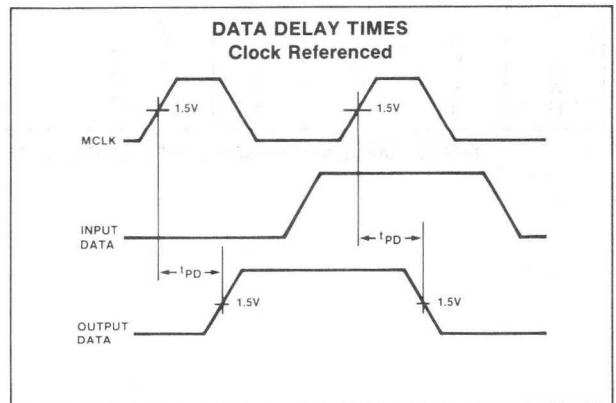 DATA DELAY TIMES
Clock Referenced
1.5V
1.5V
MCLK
INPUT
DATA
tPD
tPD
1.5V
1.5V
OUTPUT
DATA